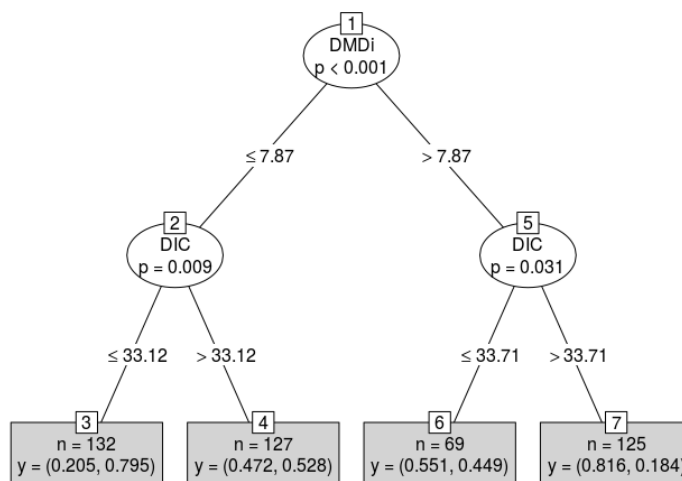 1
DMDi
p < 0.001
≤ 7.87
> 7.87
2
DIC
p = 0.009
5
DIC
p = 0.031
≤ 33.12
> 33.12
≤ 33.71
> 33.71
3
n = 132
y = (0.205, 0.795)
4
n = 127
y = (0.472, 0.528)
6
n = 69
y = (0.551, 0.449)
7
n = 125
y = (0.816, 0.184)